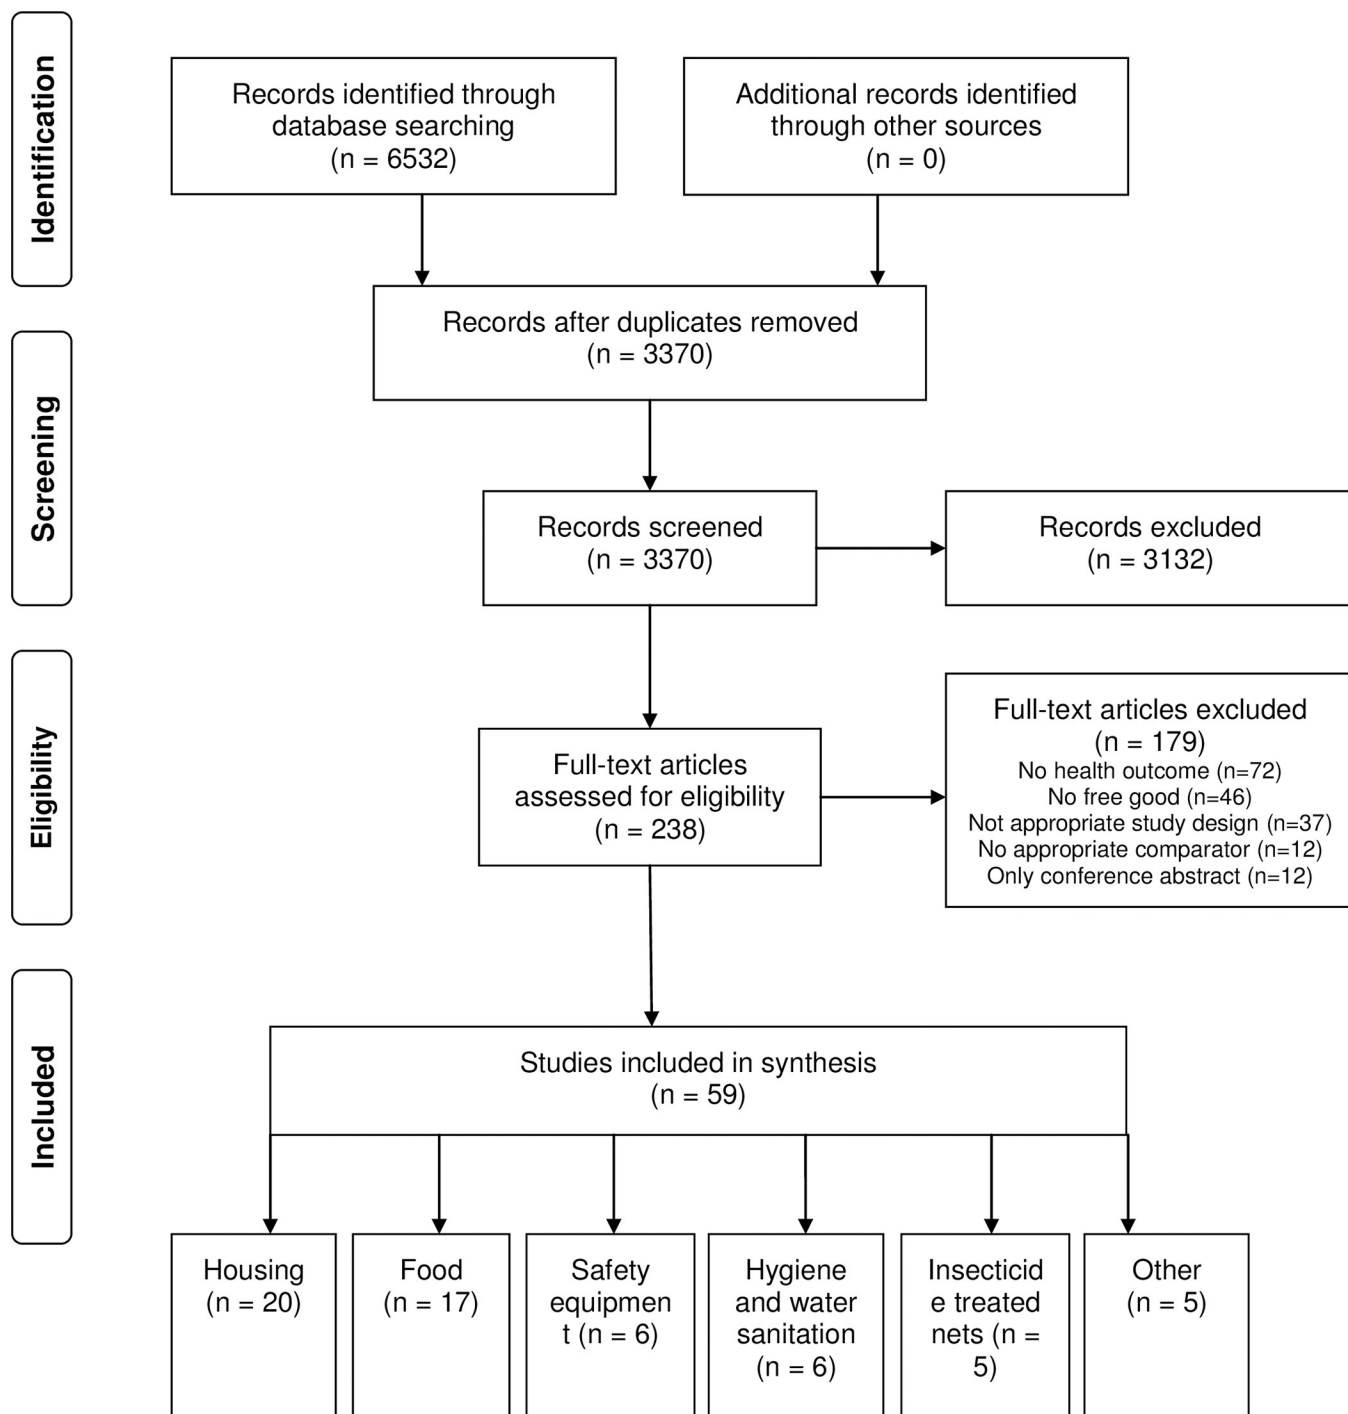 Identification
Records identified through
database searching
(n = 6532)
Additional records identified
through other sources
(n = 0)
Records after duplicates removed
(n = 3370)
Screening
Records screened
(n = 3370)
Records excluded
(n = 3132)
Eligibility
Full-text articles
assessed for eligibility
(n = 238)
Full-text articles excluded
(n = 179)
No health outcome (n=72)
No free good (n=46)
Not appropriate study design (n=37)
No appropriate comparator (n=12)
Only conference abstract (n=12)
Included
Studies included in synthesis
(n = 59)
Housing
(n = 20)
Food
(n = 17)
Safety
equipmen
t (n = 6)
Hygiene
and water
sanitation
(n = 6)
Insecticid
e treated
nets (n =
5)
Other
(n = 5)